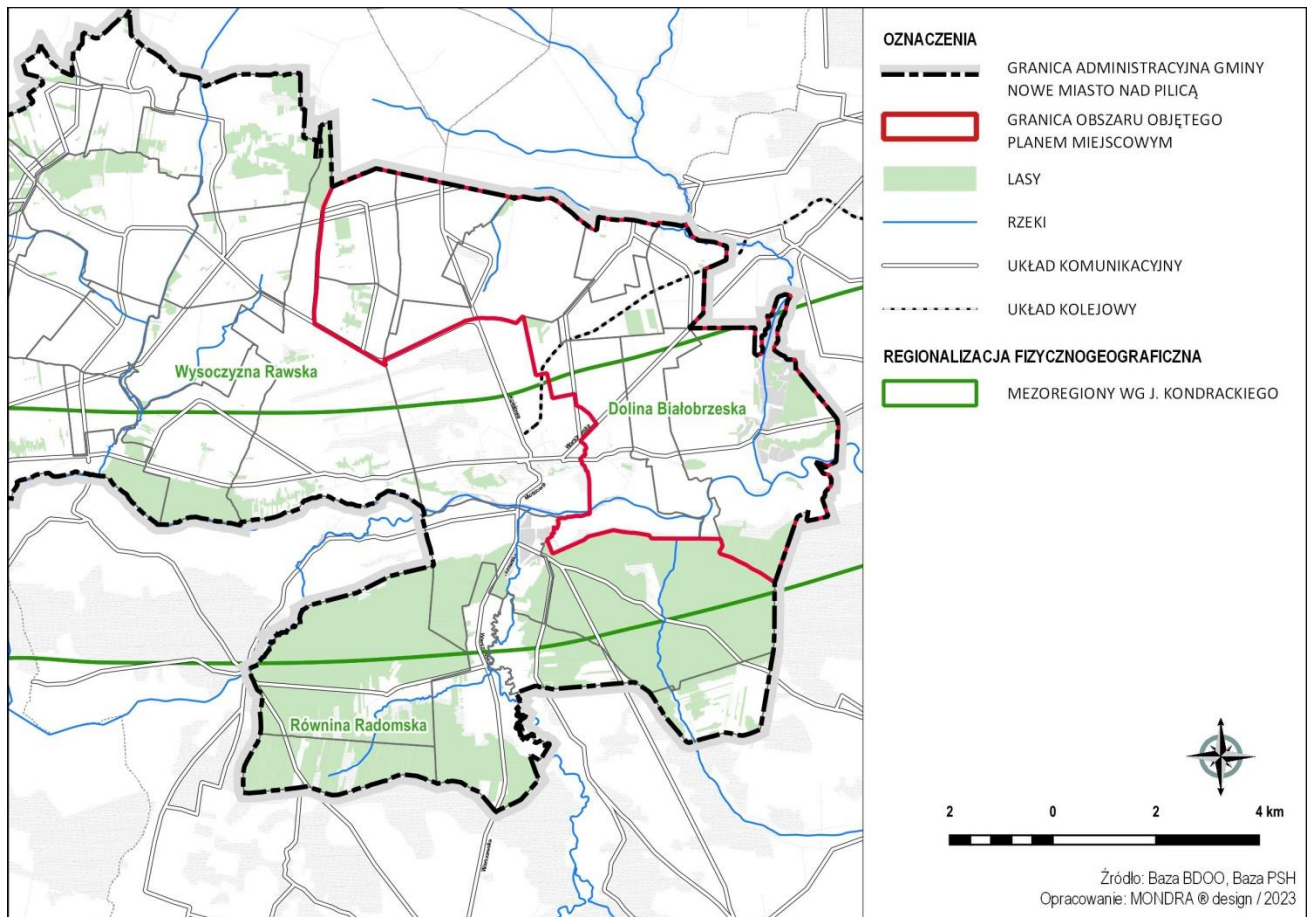 Wysoczyzna Rawska
Dolina Białobrzeska
Równina Radomska
Warszawska
OZNACZENIA
GRANICA ADMINISTRACYJNA GMINY
NOWE MIASTO NAD PILICĄ
GRANICA OBSZARU OBJĘTEGO
PLANEM MIEJSCOWYM
LASY
RZEKI
UKŁAD KOMUNIKACYJNY
UKŁAD KOLEJOWY
REGIONALIZACJA FIZYCZNOGEOGRAFICZNA
MEZOREGIONY WG J. KONDRACKIEGO
2 0 2 4 km
Źródło: Baza BDOO, Baza PSH
Opracowanie: MONDRA ® design / 2023